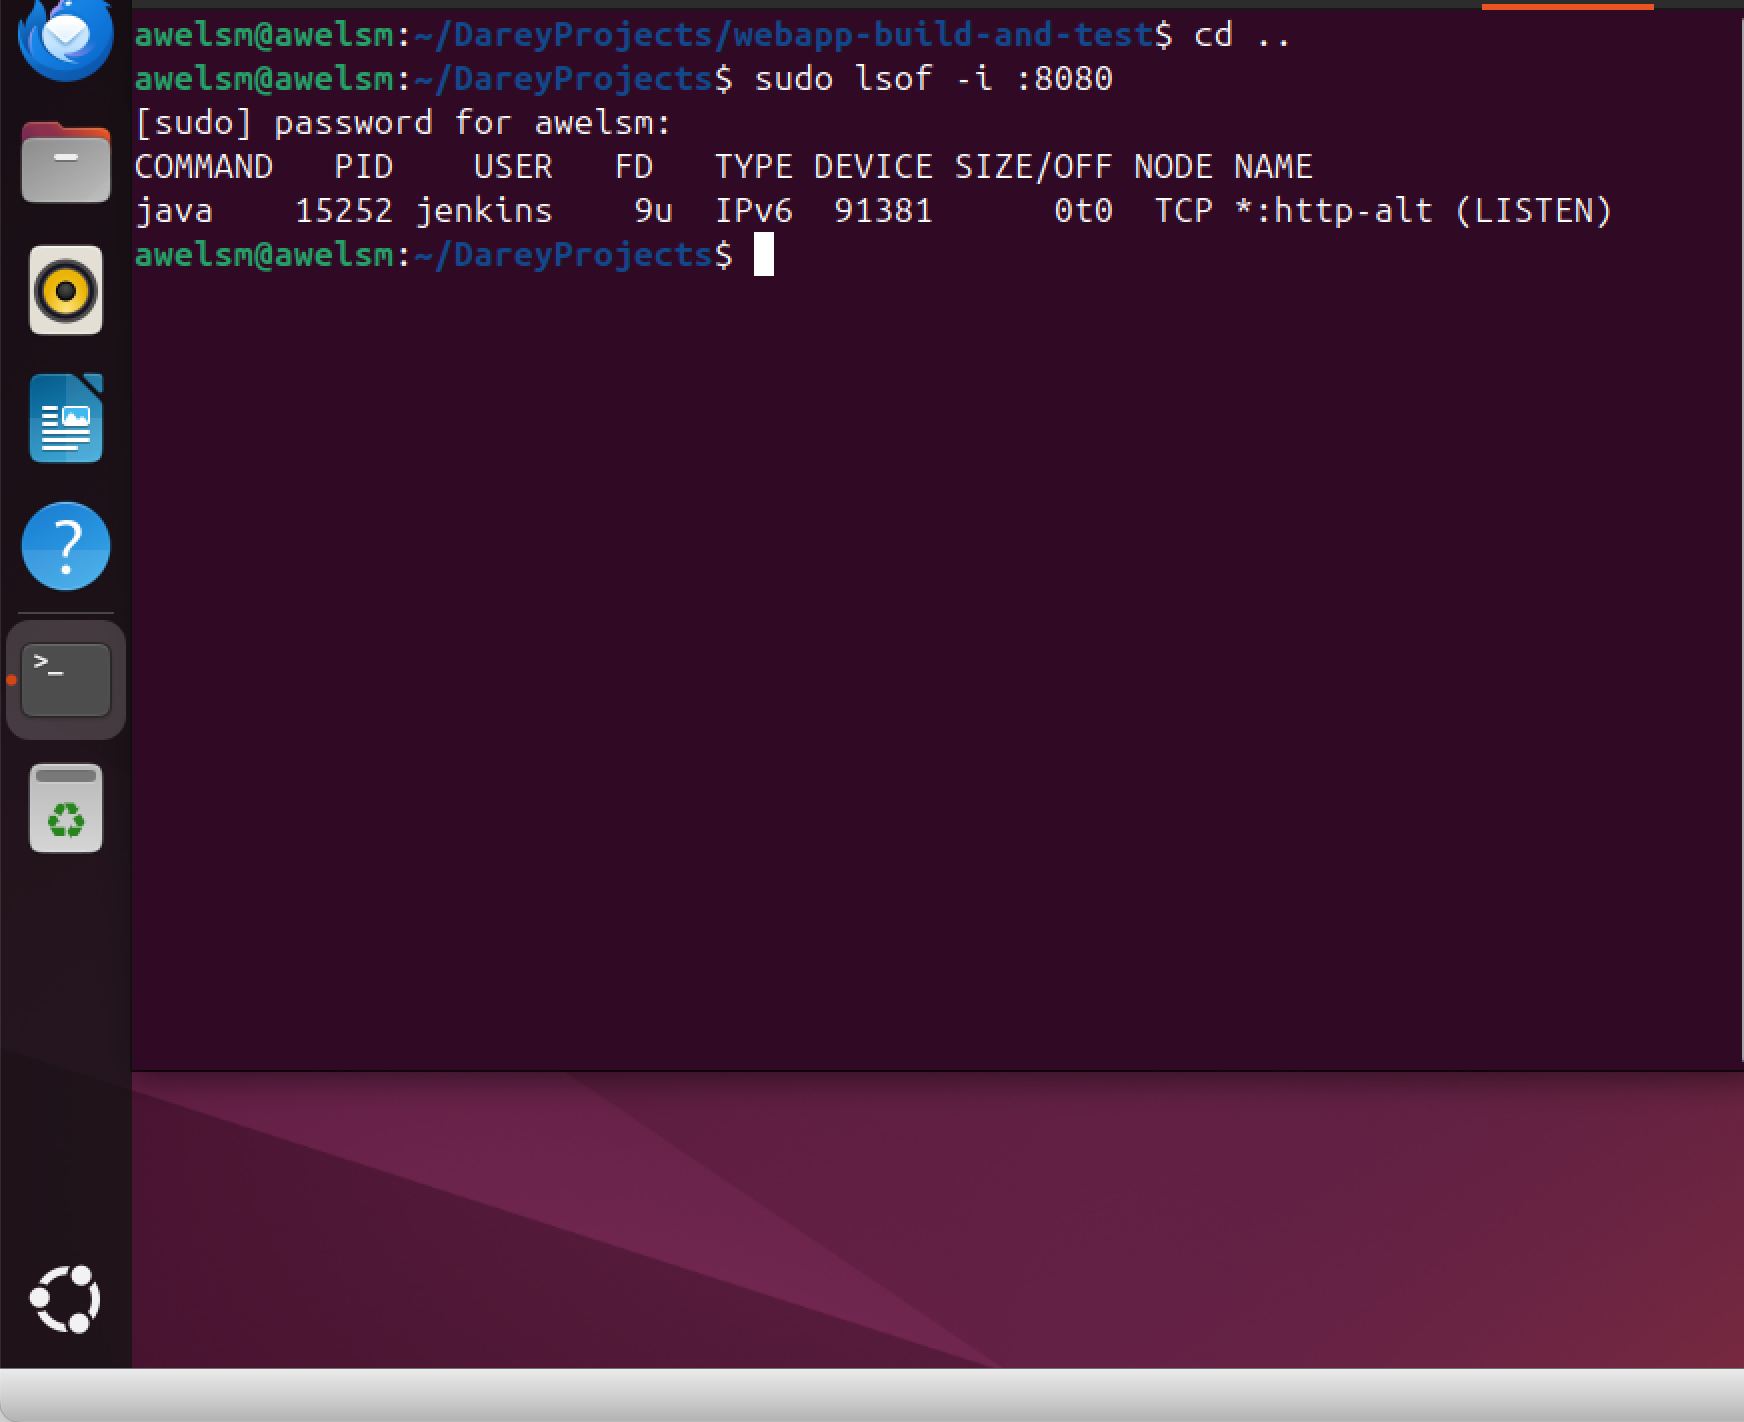 awelsm@awelsm:~/DareyProjects/webapp-build-and-test$ cd ..
awelsm@awelsm:~/DareyProjects$ sudo lsof -i :8080
[sudo] password for awelsm:
COMMAND   PID    USER   FD   TYPE DEVICE SIZE/OFF NODE NAME
java    15252 jenkins    9u  IPv6  91381      0t0  TCP *:http-alt (LISTEN)
awelsm@awelsm:~/DareyProjects$